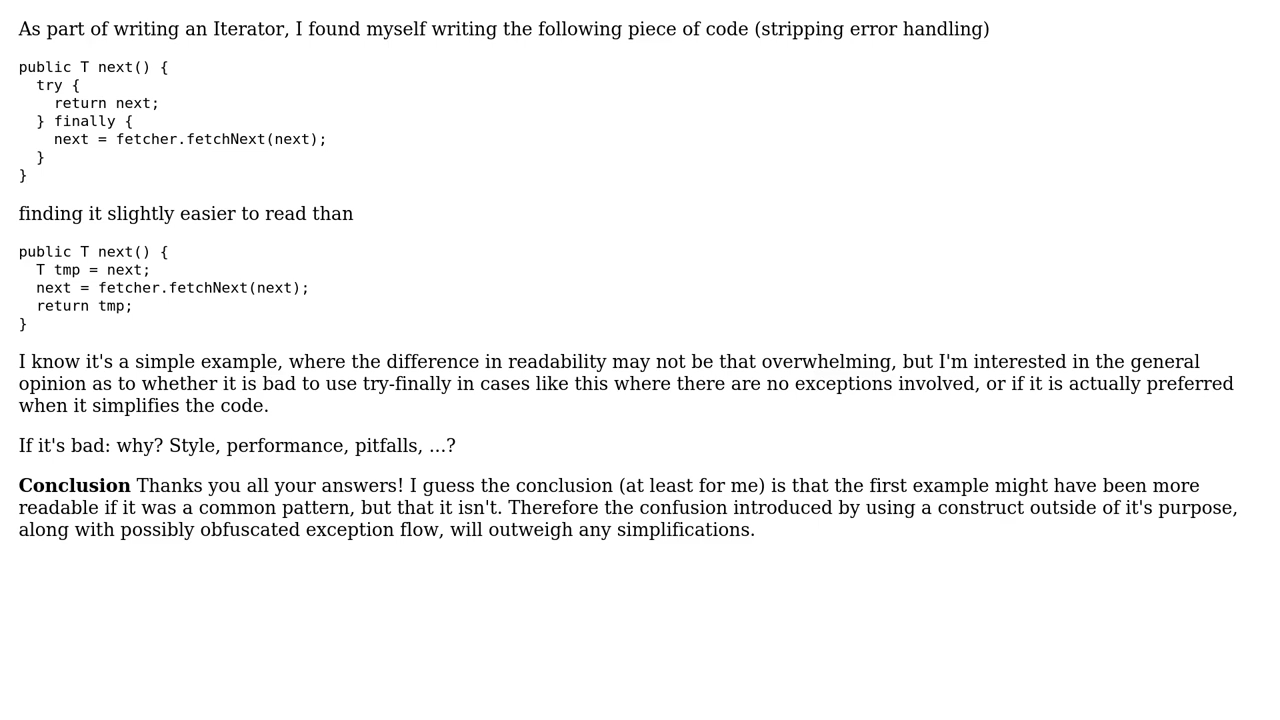 As part of writing an Iterator, I found myself writing the following piece of code (stripping error handling)
public T next() {
  try {
    return next;
  } finally {
    next = fetcher.fetchNext(next);
  }
}
finding it slightly easier to read than
public T next() {
  T tmp = next;
  next = fetcher.fetchNext(next);
  return tmp;
}
I know it's a simple example, where the difference in readability may not be that overwhelming, but I'm interested in the general
opinion as to whether it is bad to use try-finally in cases like this where there are no exceptions involved, or if it is actually preferred
when it simplifies the code.
If it's bad: why? Style, performance, pitfalls, ...?
Conclusion Thanks you all your answers! I guess the conclusion (at least for me) is that the first example might have been more
readable if it was a common pattern, but that it isn't. Therefore the confusion introduced by using a construct outside of it's purpose,
along with possibly obfuscated exception flow, will outweigh any simplifications.